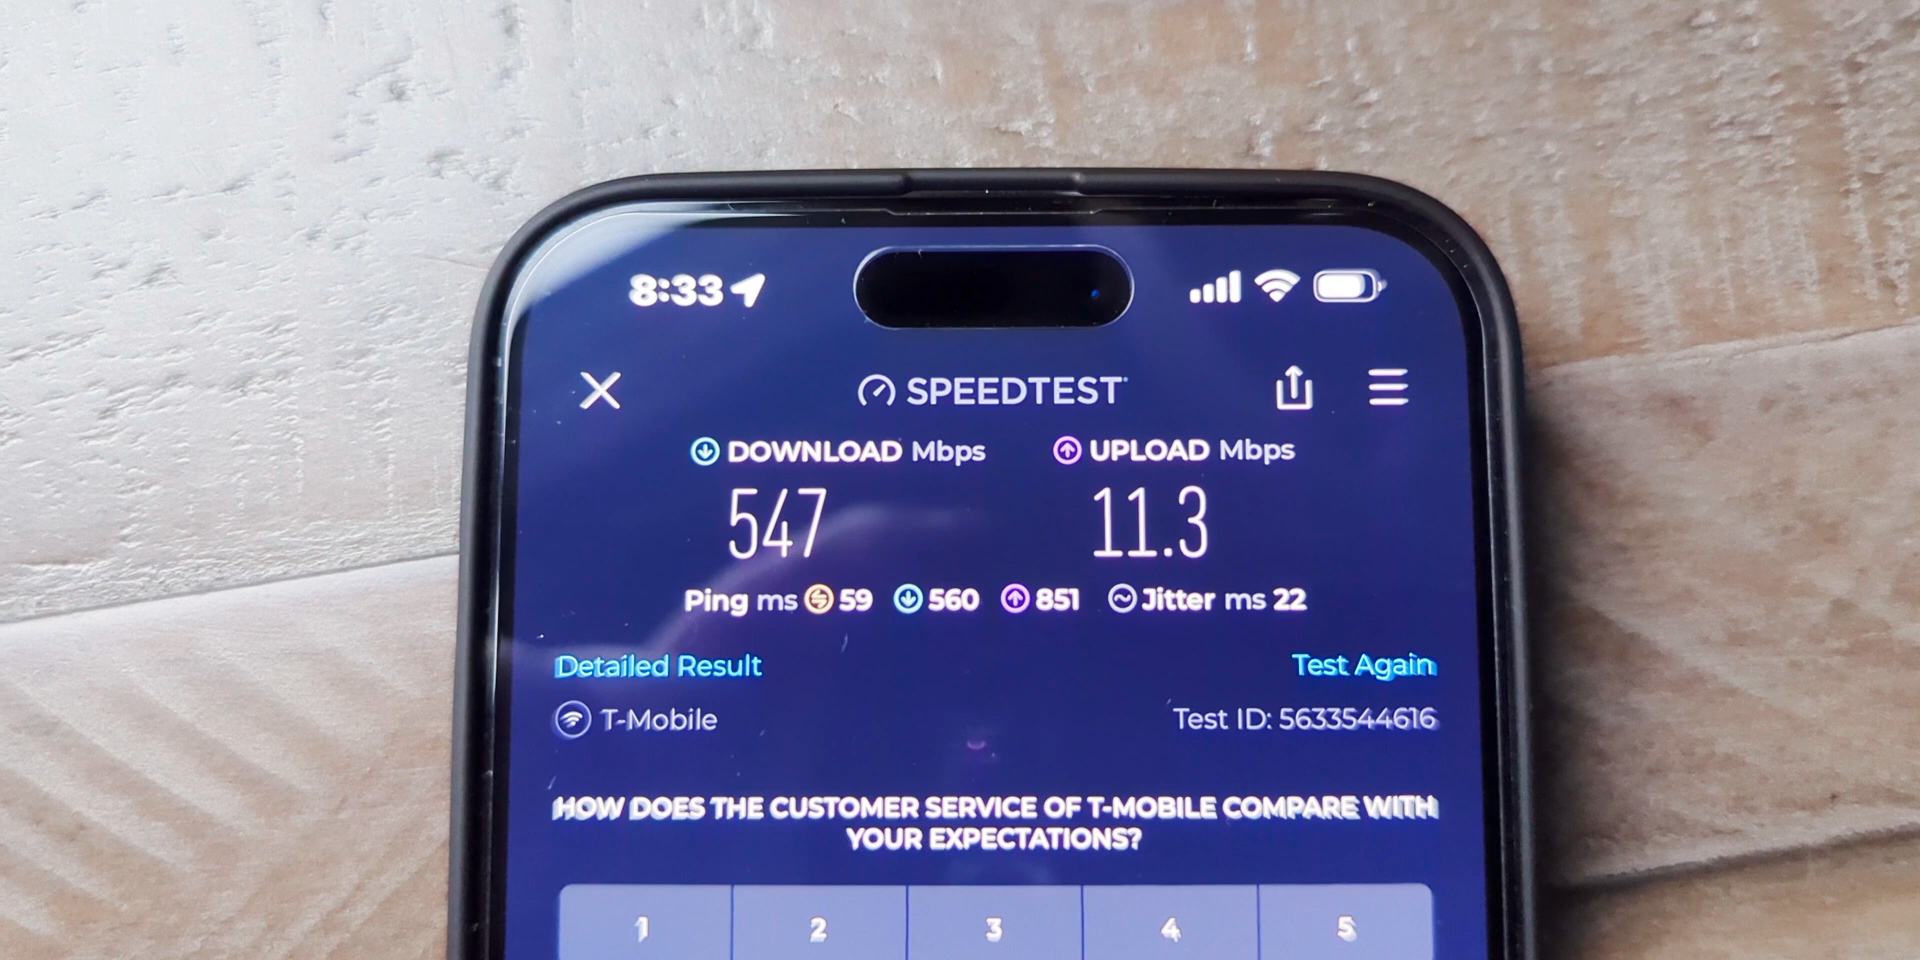 8:33
SPEEDTEST
DOWNLOAD Mbps UPLOAD Mbps
547 11.3
Ping ms 59 560 851 Jitter ms 22
Detailed Result Test Again
T-Mobile Test ID: 5633544616
HOW DOES THE CUSTOMER SERVICE OF T-MOBILE COMPARE WITH
YOUR EXPECTATIONS?
1 2 3 4 5